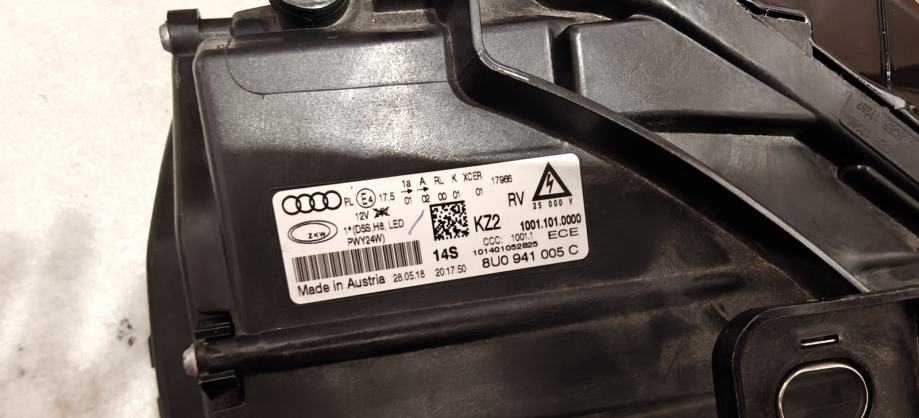 PL E4 17.5 1a A RL K XCER 17966
01 02 00 01 01
12V
ZKW 1*(D5S,H8, LED
PWY24W)
KZ2
RV
25 000 V
1001.101.0000
CCC: 1001.1 ECE
14S 101401052825
Made in Austria 28.05.18 20:17:50 8U0 941 005 C